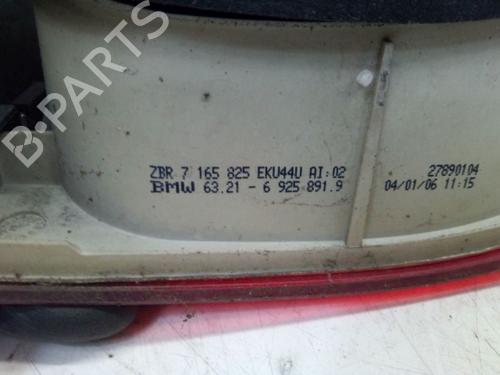 B-PARTS
ZBR 7 165 825 EKU44U AI:02 27890104
BMW 63.21 - 6 925 891.9 04/01/06 11:15